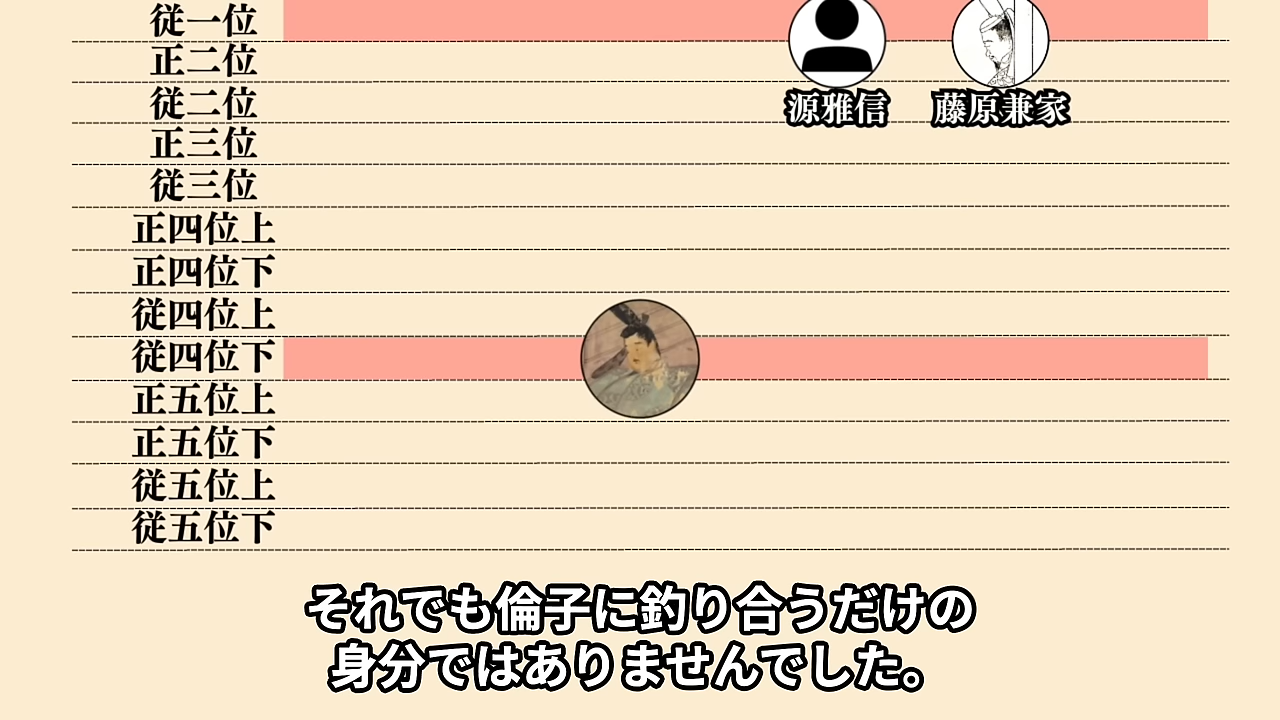 従一位
正二位
従二位
源雅信 藤原兼家
正三位
従三位
正四位上
正四位下
従四位上
従四位下
正五位上
正五位下
従五位上
従五位下
それでも倫子に釣り合うだけの
身分ではありませんでした。